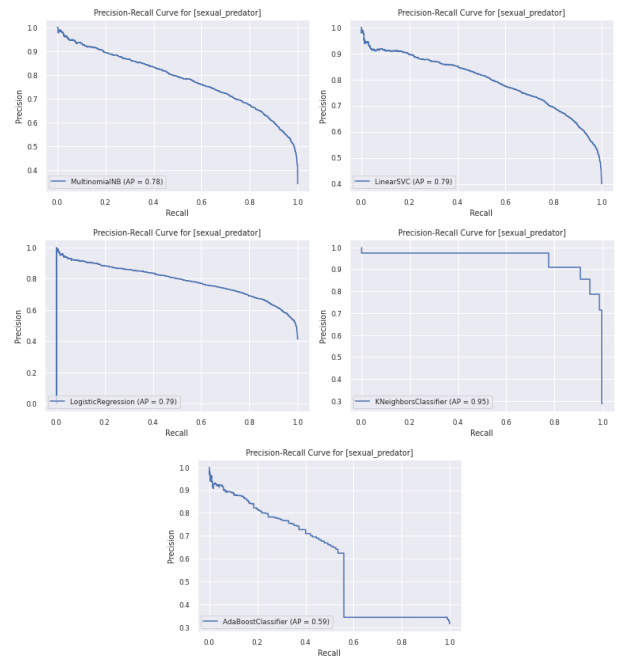 Precision-Recall Curve for [sexual_predator]
1.0
0.9
0.8
0.7
0.6
0.5
0.4
Precision
MultinomialNB (AP = 0.78)
0.0 0.2 0.4 0.6 0.8 1.0
Recall
Precision-Recall Curve for [sexual_predator]
1.0
0.9
0.8
0.7
0.6
0.5
0.4
Precision
LinearSVC (AP = 0.79)
0.0 0.2 0.4 0.6 0.8 1.0
Recall
Precision-Recall Curve for [sexual_predator]
1.0
0.8
0.6
0.4
0.2
0.0
Precision
LogisticRegression (AP = 0.79)
0.0 0.2 0.4 0.6 0.8 1.0
Recall
Precision-Recall Curve for [sexual_predator]
1.0
0.9
0.8
0.7
0.6
0.5
0.4
0.3
Precision
KNeighborsClassifier (AP = 0.95)
0.0 0.2 0.4 0.6 0.8 1.0
Recall
Precision-Recall Curve for [sexual_predator]
1.0
0.9
0.8
0.7
0.6
0.5
0.4
0.3
Precision
AdaBoostClassifier (AP = 0.59)
0.0 0.2 0.4 0.6 0.8 1.0
Recall